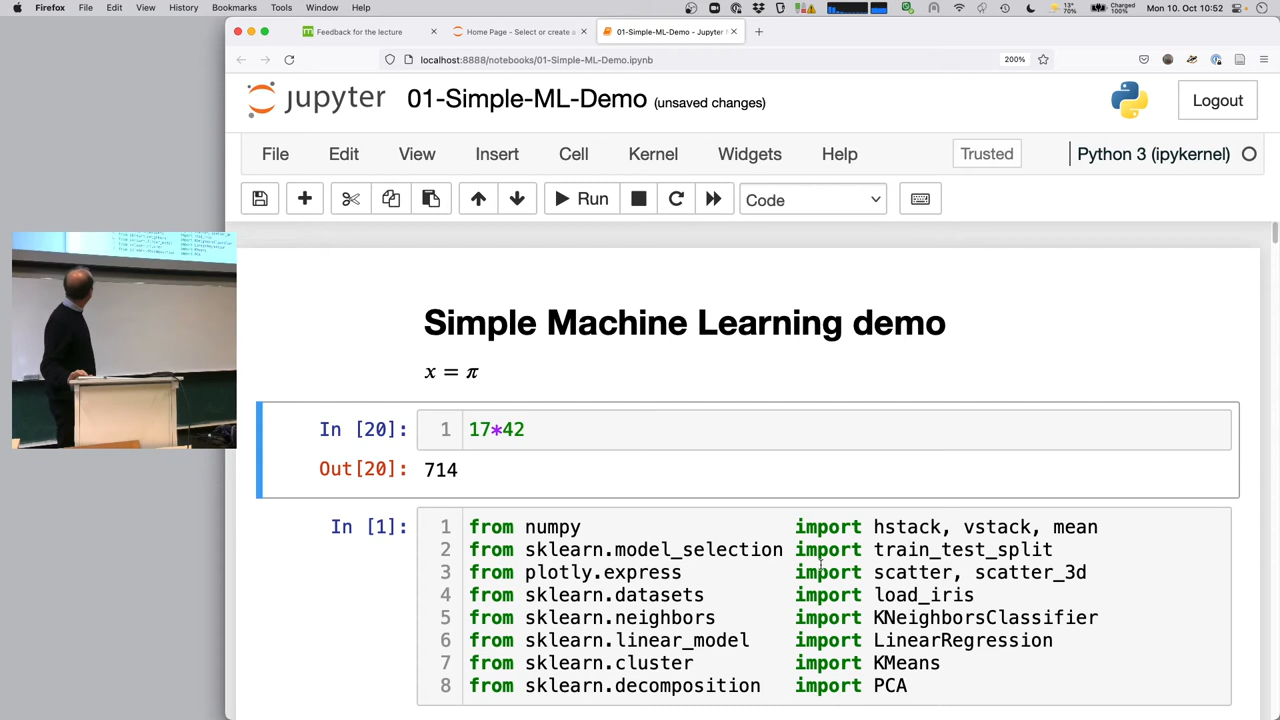 Firefox File Edit View History Bookmarks Tools Window Help
Mon 10. Oct 10:52
Feedback for the lecture
Home Page - Select or create a
01-Simple-ML-Demo - Jupyter
localhost:8888/notebooks/01-Simple-ML-Demo.ipynb
200%
jupyter 01-Simple-ML-Demo (unsaved changes)
Logout
File Edit View Insert Cell Kernel Widgets Help
Trusted
Python 3 (ipykernel)
Run
Code
Simple Machine Learning demo
x = π
In [20]: 1 17*42
Out[20]: 714
In [1]: 1 from numpy import hstack, vstack, mean
2 from sklearn.model_selection import train_test_split
3 from plotly.express import scatter, scatter_3d
4 from sklearn.datasets import load_iris
5 from sklearn.neighbors import KNeighborsClassifier
6 from sklearn.linear_model import LinearRegression
7 from sklearn.cluster import KMeans
8 from sklearn.decomposition import PCA